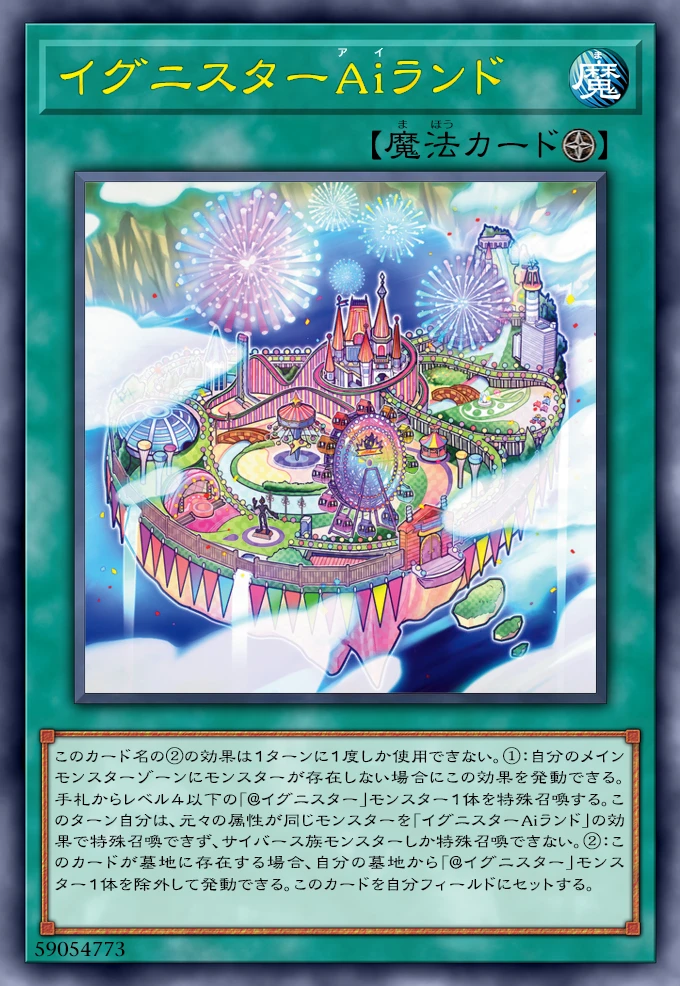 イグニスターAiランド
アイ
魔
ま
【魔法カード】
ま ほう
このカード名の②の効果は1ターンに1度しか使用できない。①:自分のメイン
モンスターゾーンにモンスターが存在しない場合にこの効果を発動できる。
手札からレベル4以下の「@イグニスター」モンスター1体を特殊召喚する。こ
のターン自分は、元々の属性が同じモンスターを「イグニスターAiランド」の効
果で特殊召喚できず、サイバース族モンスターしか特殊召喚できない。②:こ
のカードが墓地に存在する場合、自分の墓地から「@イグニスター」モンス
ター1体を除外して発動できる。このカードを自分フィールドにセットする。
59054773